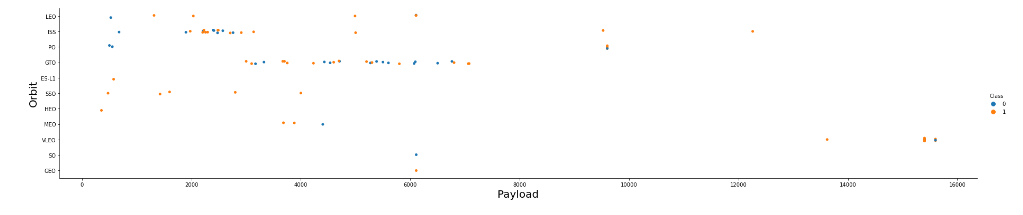 LEO
ISS
PO
GTO
ES-L1
SSO
HEO
MEO
VLEO
SO
GEO
Orbit
0 2000 4000 6000 8000 10000 12000 14000 16000
Payload
Class
0
1